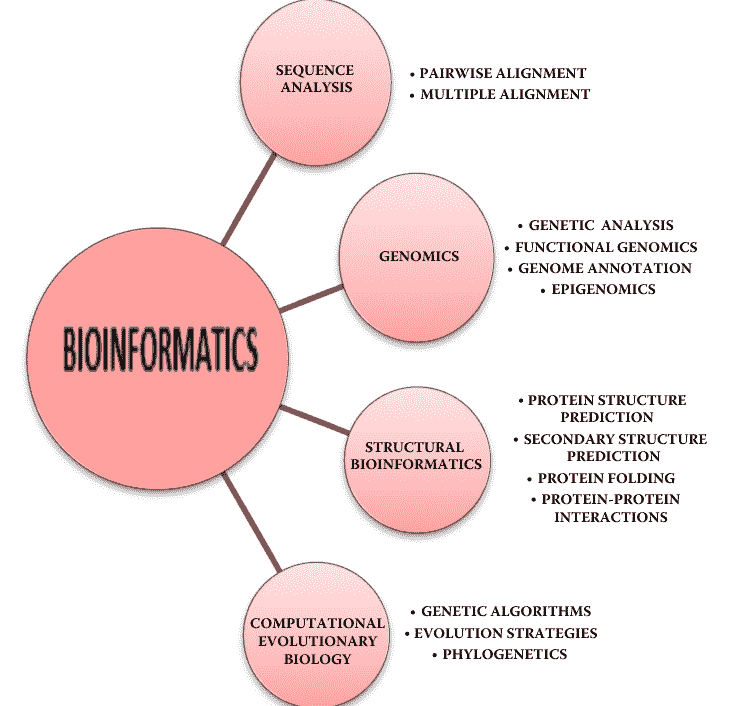 SEQUENCE
ANALYSIS
• PAIRWISE ALIGNMENT
• MULTIPLE ALIGNMENT
GENOMICS
• GENETIC ANALYSIS
• FUNCTIONAL GENOMICS
• GENOME ANNOTATION
• EPIGENOMICS
BIOINFORMATICS
STRUCTURAL
BIOINFORMATICS
• PROTEIN STRUCTURE
PREDICTION
• SECONDARY STRUCTURE
PREDICTION
• PROTEIN FOLDING
• PROTEIN-PROTEIN
INTERACTIONS
COMPUTATIONAL
EVOLUTIONARY
BIOLOGY
• GENETIC ALGORITHMS
• EVOLUTION STRATEGIES
• PHYLOGENETICS